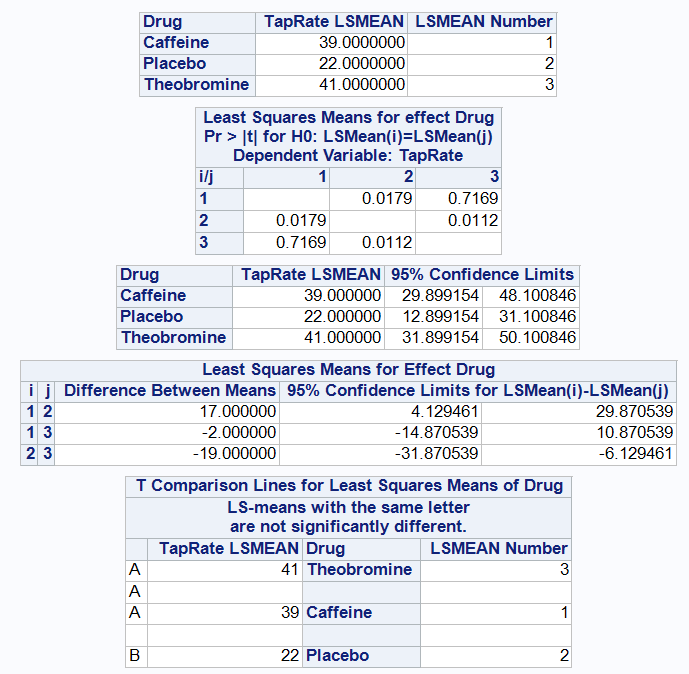 Drug TapRate LSMEAN LSMEAN Number
Caffeine 39.0000000 1
Placebo 22.0000000 2
Theobromine 41.0000000 3
Least Squares Means for effect Drug
Pr > |t| for H0: LSMean(i)=LSMean(j)
Dependent Variable: TapRate
i/j 1 2 3
1 0.0179 0.7169
2 0.0179 0.0112
3 0.7169 0.0112
Drug TapRate LSMEAN 95% Confidence Limits
Caffeine 39.000000 29.899154 48.100846
Placebo 22.000000 12.899154 31.100846
Theobromine 41.000000 31.899154 50.100846
Least Squares Means for Effect Drug
i j Difference Between Means 95% Confidence Limits for LSMean(i)-LSMean(j)
1 2 17.000000 4.129461 29.870539
1 3 -2.000000 -14.870539 10.870539
2 3 -19.000000 -31.870539 -6.129461
T Comparison Lines for Least Squares Means of Drug
LS-means with the same letter
are not significantly different.
TapRate LSMEAN Drug LSMEAN Number
A 41 Theobromine 3
A
A 39 Caffeine 1
B 22 Placebo 2